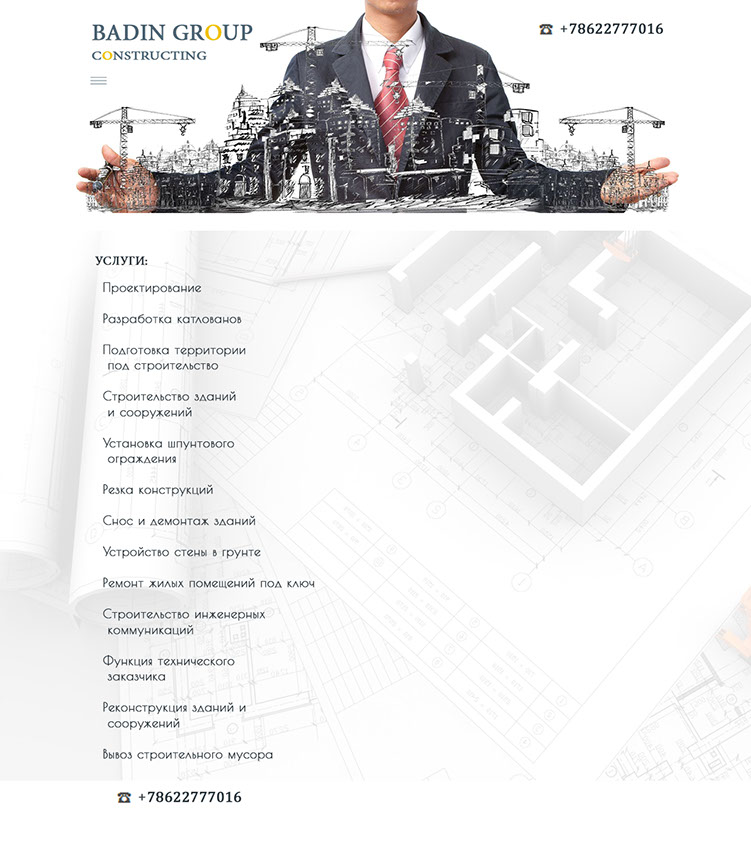 BADIN GROUP
CONSTRUCTING
☎ +78622777016
УСЛУГИ:
Проектирование
Разработка катлованов
Подготовка территории
под строительство
Строительство зданий
и сооружений
Установка шпунтового
ограждения
Резка конструкций
Снос и демонтаж зданий
Устройство стены в грунте
Ремонт жилых помещений под ключ
Строительство инженерных
коммуникаций
Функция технического
заказчика
Реконструкция зданий и
сооружений
Вывоз строительного мусора
☎ +78622777016